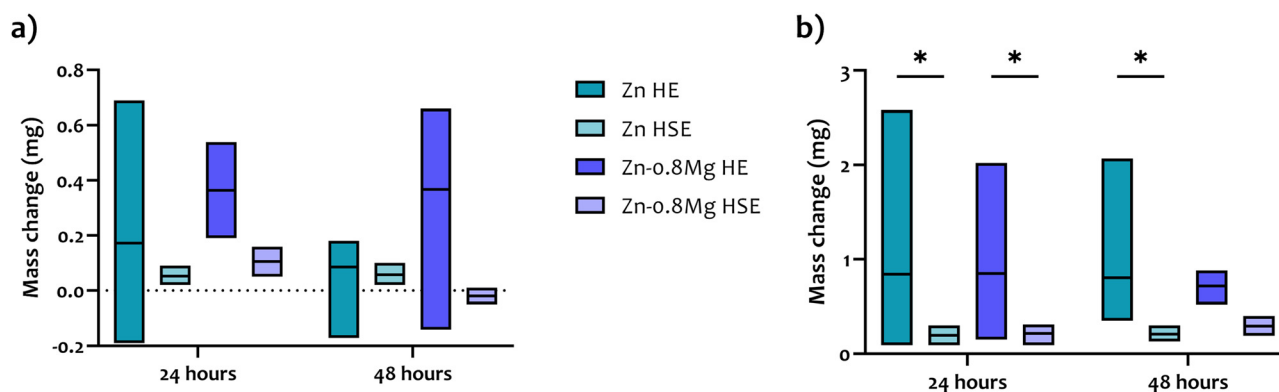 a)
Mass change (mg)
0.8
0.6
0.4
0.2
0.0
-0.2
24 hours
48 hours
Zn HE
Zn HSE
Zn-0.8Mg HE
Zn-0.8Mg HSE
b)
Mass change (mg)
3
2
1
0
* * *
24 hours
48 hours